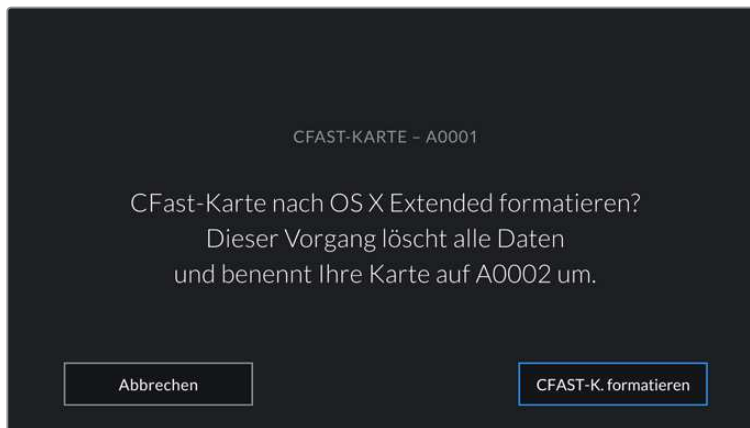 CFAST-KARTE – A0001
CFast-Karte nach OS X Extended formatieren?
Dieser Vorgang löscht alle Daten
und benennt Ihre Karte auf A0002 um.
Abbrechen
CFAST-K. formatieren